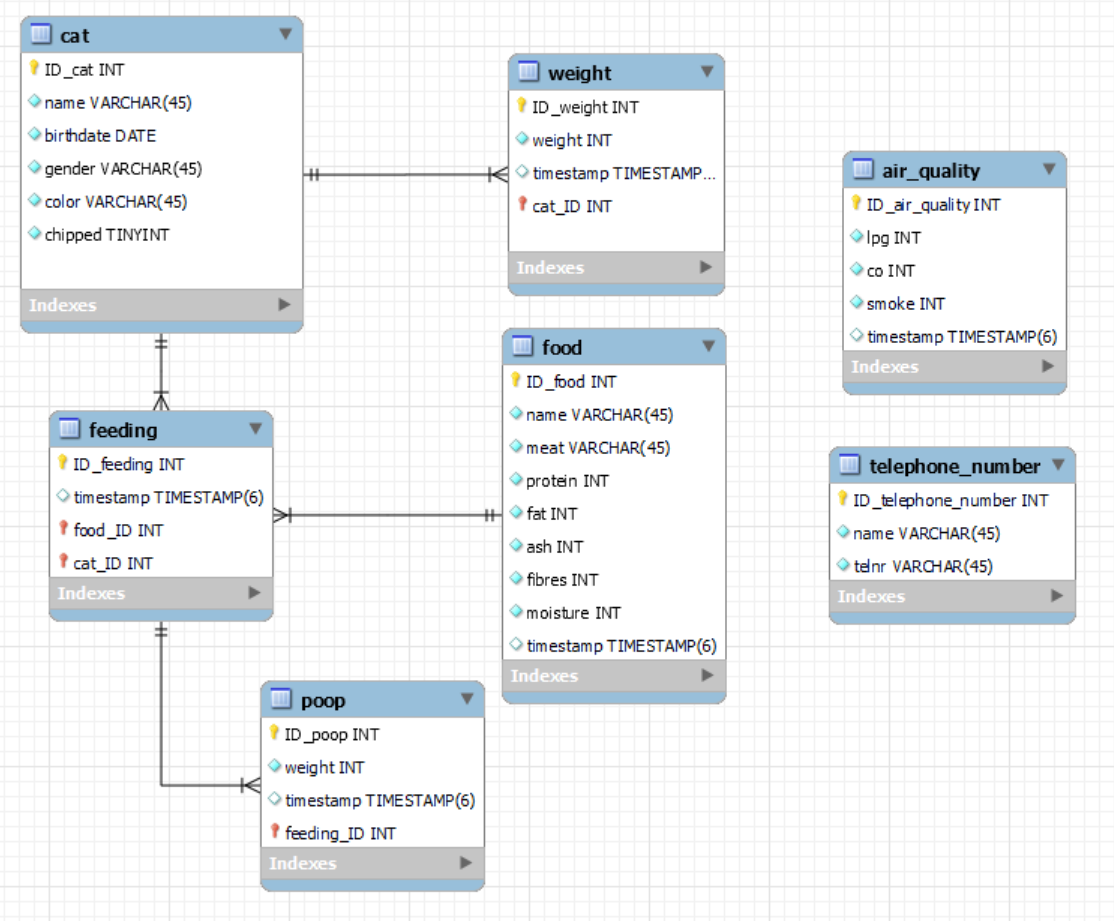 cat
ID_cat INT
name VARCHAR(45)
birthdate DATE
gender VARCHAR(45)
color VARCHAR(45)
chipped TINYINT
Indexes
weight
ID_weight INT
weight INT
timestamp TIMESTAMP...
cat_ID INT
Indexes
air_quality
ID_air_quality INT
lpg INT
co INT
smoke INT
timestamp TIMESTAMP(6)
Indexes
feeding
ID_feeding INT
timestamp TIMESTAMP(6)
food_ID INT
cat_ID INT
Indexes
food
ID_food INT
name VARCHAR(45)
meat VARCHAR(45)
protein INT
fat INT
ash INT
fibres INT
moisture INT
timestamp TIMESTAMP(6)
Indexes
telephone_number
ID_telephone_number INT
name VARCHAR(45)
telnr VARCHAR(45)
Indexes
poop
ID_poop INT
weight INT
timestamp TIMESTAMP(6)
feeding_ID INT
Indexes